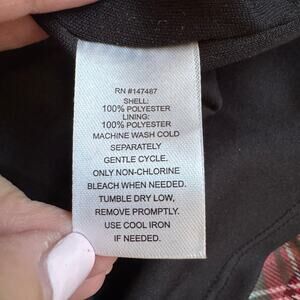 RN #147487
SHELL:
100% POLYESTER
LINING:
100% POLYESTER
MACHINE WASH COLD
SEPARATELY
GENTLE CYCLE.
ONLY NON-CHLORINE
BLEACH WHEN NEEDED.
TUMBLE DRY LOW,
REMOVE PROMPTLY.
USE COOL IRON
IF NEEDED.